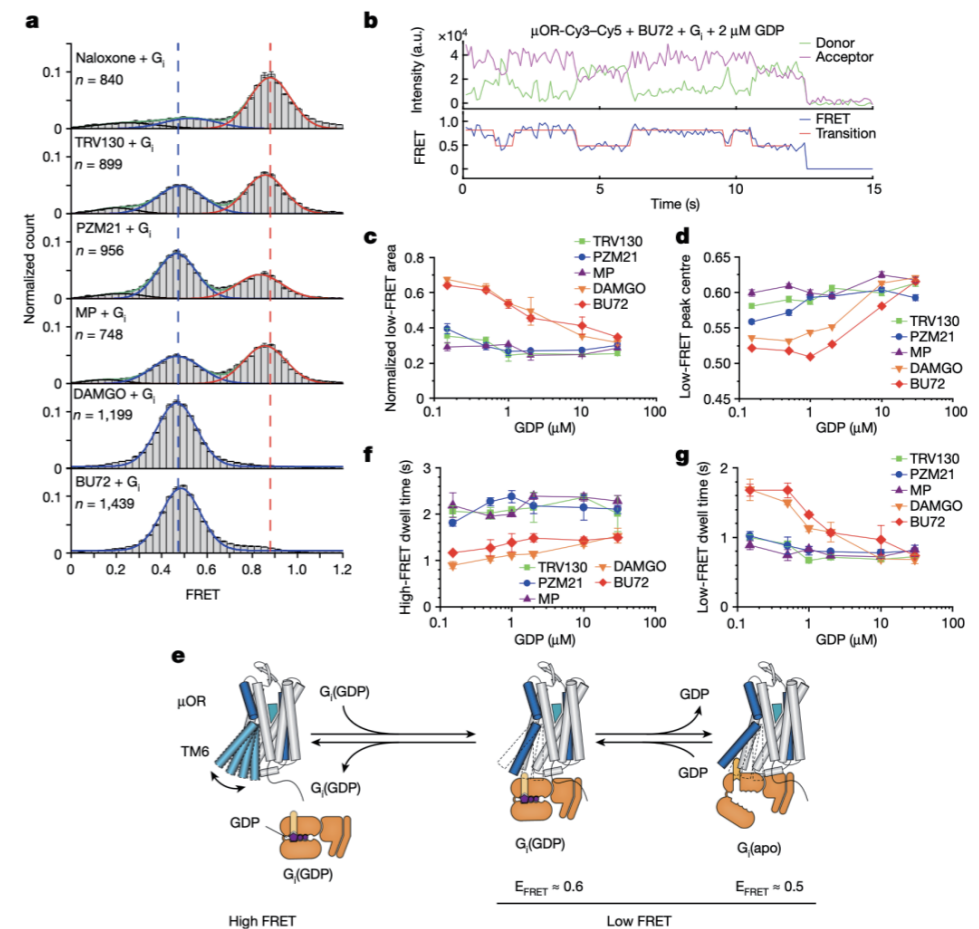 a
Naloxone + Gi
n = 840
TRV130 + Gi
n = 899
PZM21 + Gi
n = 956
MP + Gi
n = 748
DAMGO + Gi
n = 1,199
BU72 + Gi
n = 1,439
0.1
0
0.1
0
0.1
0
0.1
0
0.1
0
0.1
0
Normalized count
0 0.2 0.4 0.6 0.8 1.0 1.2
FRET
b
μOR-Cy3–Cy5 + BU72 + Gi + 2 μM GDP
×10⁴
Intensity (a.u.)
4
2
0
Donor
Acceptor
FRET
1.0
0.5
0
FRET
Transition
0 5 10 15
Time (s)
c
Normalized low-FRET area
0.8
0.6
0.4
0.2
0
TRV130
PZM21
MP
DAMGO
BU72
0.1 1 10 100
GDP (μM)
d
Low-FRET peak centre
0.65
0.60
0.55
0.50
0.45
TRV130
PZM21
MP
DAMGO
BU72
0.1 1 10 100
GDP (μM)
f
High-FRET dwell time (s)
3
2
1
0
TRV130
PZM21
MP
DAMGO
BU72
0.1 1 10 100
GDP (μM)
g
Low-FRET dwell time (s)
2
1
0
TRV130
PZM21
MP
DAMGO
BU72
0.1 1 10 100
GDP (μM)
e
μOR
TM6
GDP
Gi(GDP)
Gi(GDP)
Gi(GDP)
Gi(GDP)
GDP
GDP
Gi(apo)
EFRET ≈ 0.6
EFRET ≈ 0.5
High FRET
Low FRET